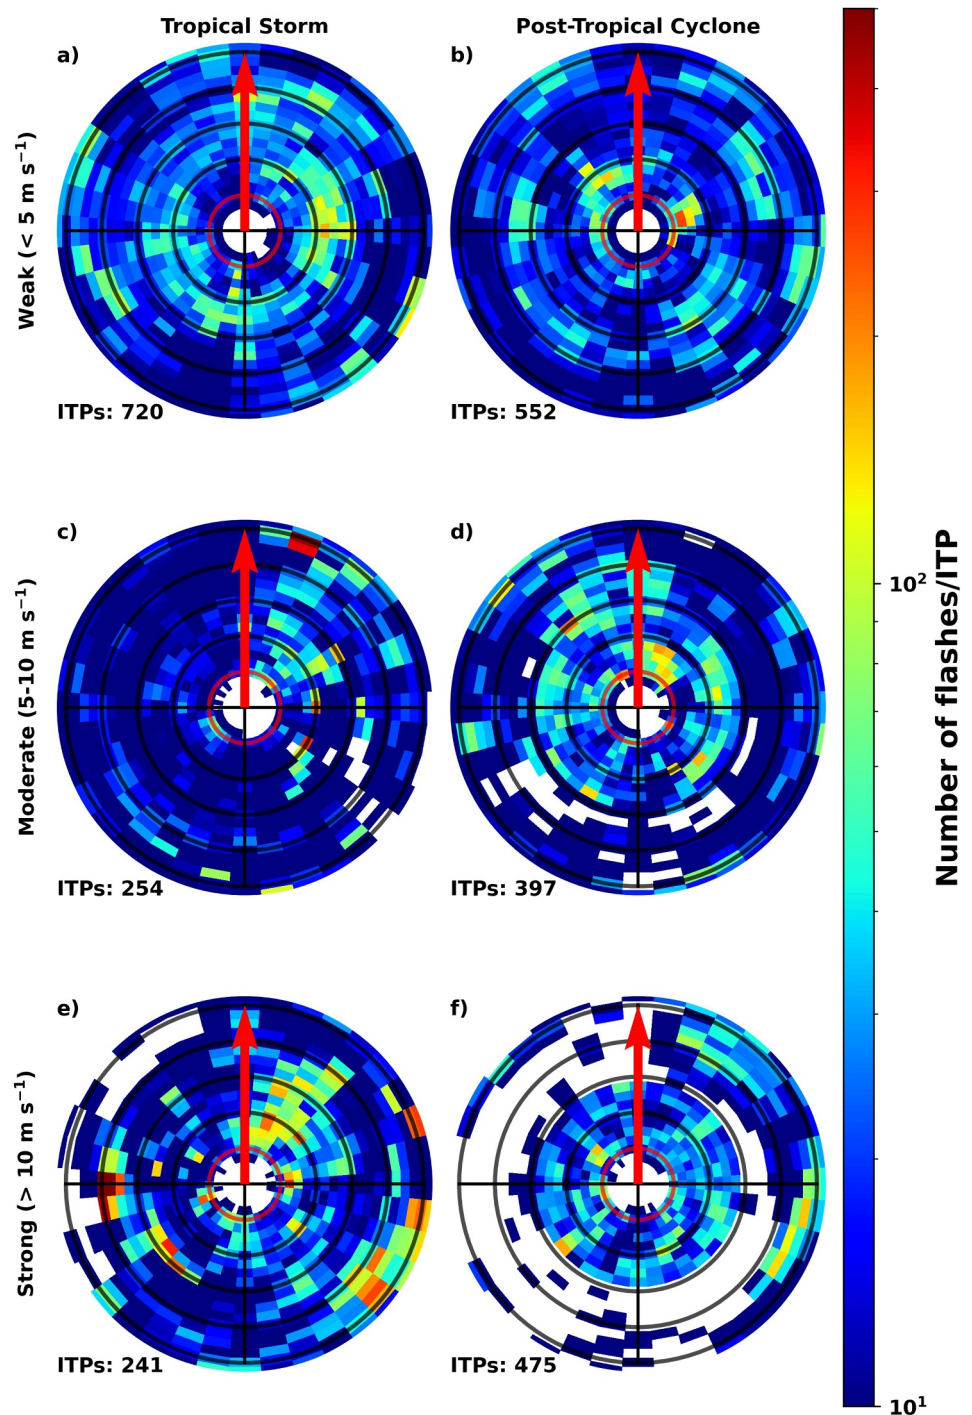 Tropical Storm
Post-Tropical Cyclone
a)
b)
Weak (< 5 m s⁻¹)
ITPs: 720
ITPs: 552
c)
d)
Moderate (5-10 m s⁻¹)
ITPs: 254
ITPs: 397
e)
f)
Strong (> 10 m s⁻¹)
ITPs: 241
ITPs: 475
10²
Number of flashes/ITP
10¹